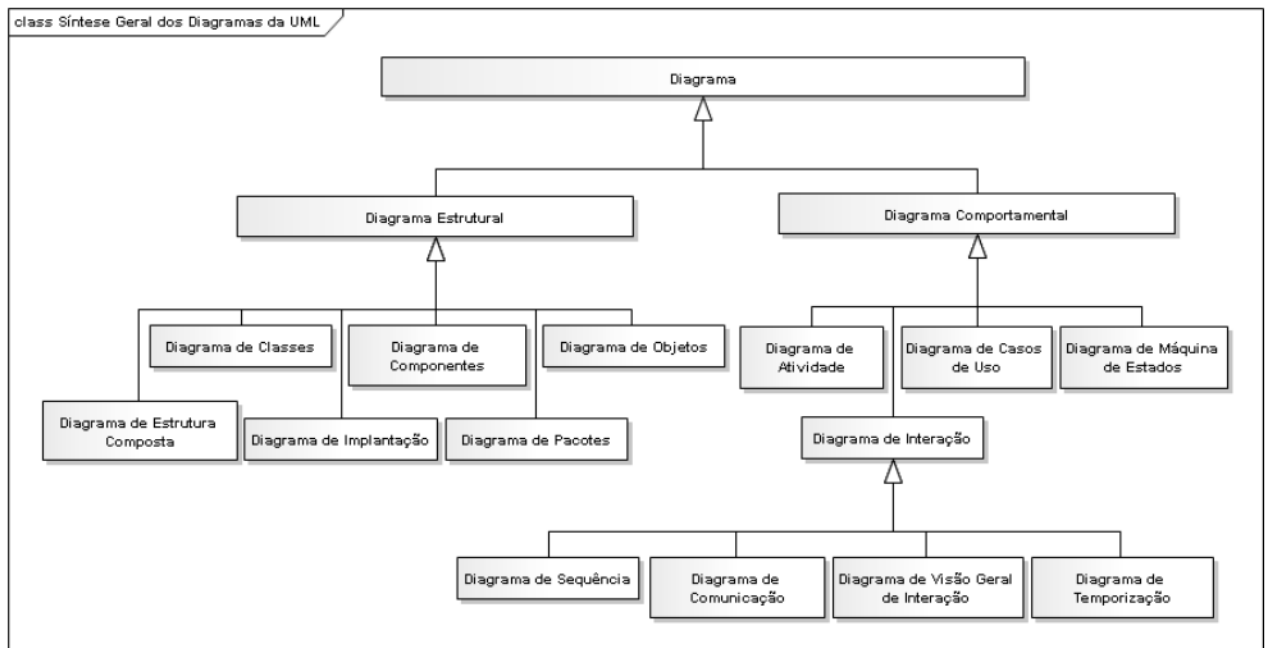 class Síntese Geral dos Diagramas da UML
Diagrama
Diagrama Estrutural
Diagrama Comportamental
Diagrama de Classes
Diagrama de
Componentes
Diagrama de Objetos
Diagrama de
Atividade
Diagrama de Casos
de Uso
Diagrama de Máquina
de Estados
Diagrama de Estrutura
Composta
Diagrama de Implantação
Diagrama de Pacotes
Diagrama de Interação
Diagrama de Sequência
Diagrama de
Comunicação
Diagrama de Visão Geral
de Interação
Diagrama de
Temporização